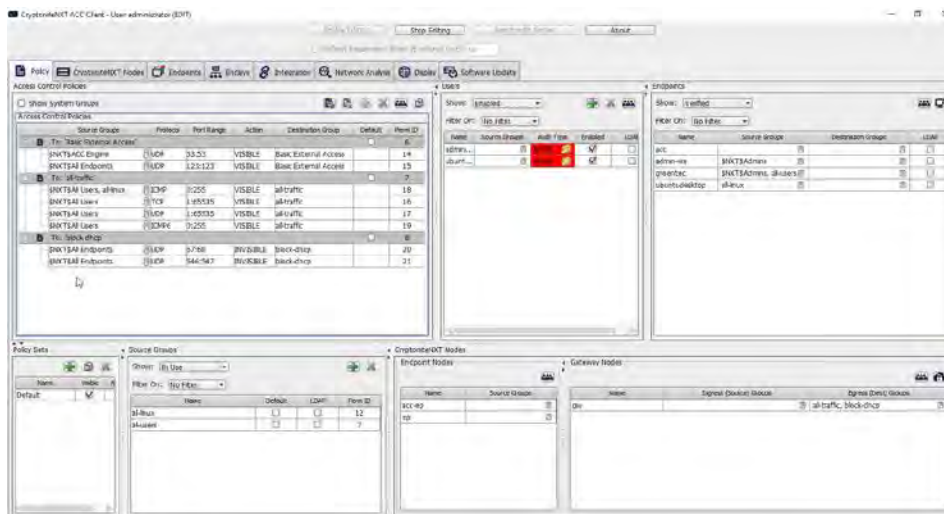 CryptoniteNXT ACC Client - User administrator (EDIT)
Stop Editing
About
Policy CryptoniteNXT Nodes Endpoints Enclave Integration Network Analysis Display Software Update
Access Control Policies
Show System Groups
Access Control Policies
Source Groups Protocol Port Range Action Destination Group Default Perm ID
To: 'Basic External Access' 6
$NXT$ACC Engine UDP 53:53 VISIBLE Basic External Access 14
$NXT$All Endpoints UDP 123:123 VISIBLE Basic External Access 15
To: 'all-traffic' 7
$NXT$All Users, all-linux ICMP 0:255 VISIBLE all-traffic 18
$NXT$All Users TCP 1:65535 VISIBLE all-traffic 16
$NXT$All Users UDP 1:65535 VISIBLE all-traffic 17
$NXT$All Users ICMP6 0:255 VISIBLE all-traffic 19
To: 'block-dhcp' 8
$NXT$All Endpoints UDP 67:68 INVISIBLE block-dhcp 20
$NXT$All Endpoints UDP 546:547 INVISIBLE block-dhcp 21
Users
Show: Enabled
Filter On: No Filter
Name Source Groups Auth Type Enabled LDAP
admini...
ubunt...
Endpoints
Show: Verified
Filter On: No Filter
Name Source Groups Destination Groups LDAP
acc
admin-ws $NXT$Admins
greentec $NXT$Admins, all-users
ubuntu-desktop all-linux
Policy Sets
Name Visible
Default
Source Groups
Show: In Use
Filter On: No Filter
Name Default LDAP Perm ID
all-linux 12
all-users 7
CryptoniteNXT Nodes
Endpoint Nodes
Name Source Groups
acc-ep
Gateway Nodes
Name Ingress (Source) Groups Egress (Dest) Groups
gw all-traffic, block-dhcp